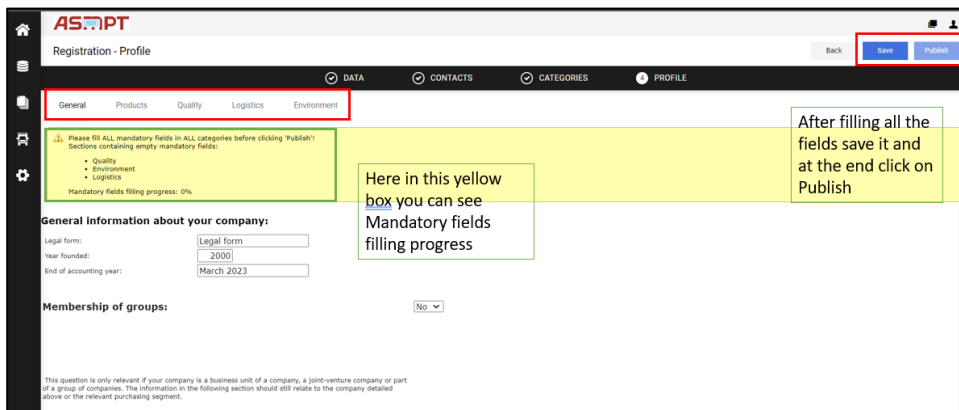 ASMPT
Registration - Profile
Back
Save
Publish
DATA
CONTACTS
CATEGORIES
4 PROFILE
General
Products
Quality
Logistics
Environment
Please fill ALL mandatory fields in ALL categories before clicking 'Publish'!
Sections containing empty mandatory fields:
• Quality
• Environment
• Logistics
Mandatory fields filling progress: 0%
Here in this yellow
box you can see
Mandatory fields
filling progress
After filling all the
fields save it and
at the end click on
Publish
General information about your company:
Legal form:
Legal form
Year founded:
2000
End of accounting year:
March 2023
Membership of groups:
No
This question is only relevant if your company is a business unit of a company, a joint-venture company or part
of a group of companies. The information in the following section should still relate to the company detailed
above or the relevant purchasing segment.